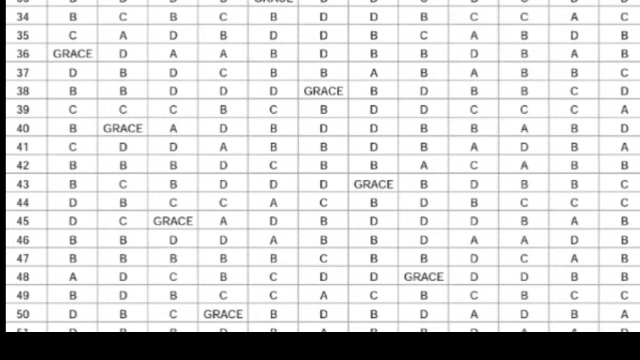 34 B C B C B D D B C C A C
35 C A D B D D B C A B D B
36 GRACE D A A B D B B D B A B
37 D B D C B B A B A B B C
38 B B D D D GRACE B D B B C D
39 C C C B C B D D C C C A
40 B GRACE A D B D D B B A B D
41 C D D A B B D B A D B A
42 B B B D C B B A C A B B
43 B C B D D D GRACE B D B B C
44 D B C C A C B D B C C C
45 D C GRACE A D B D D D B A B
46 B B D D A B B D A A D B
47 B B B B B C B B D C A B
48 A D C B C D D GRACE D D B B
49 B D B C C A C B C B C C
50 D B C GRACE B D B D A D B A